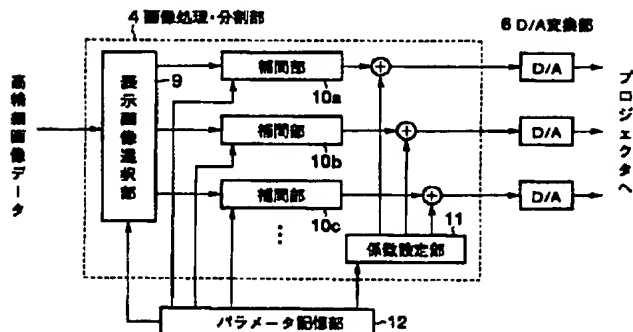 4 画像処理・分割部
6 D/A変換部
高精細画像データ
表示画像選択部
9
補間部
10a
D/A
補間部
10b
D/A
補間部
10c
D/A
プロジェクタへ
係数設定部
11
パラメータ記憶部
12